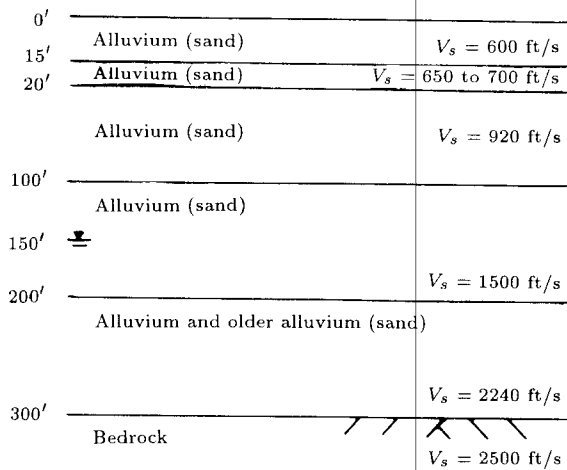 0′
Alluvium (sand) V_s = 600 ft/s
15′
Alluvium (sand) V_s = 650 to 700 ft/s
20′
Alluvium (sand) V_s = 920 ft/s
100′
Alluvium (sand)
150′
V_s = 1500 ft/s
200′
Alluvium and older alluvium (sand)
V_s = 2240 ft/s
300′
Bedrock
V_s = 2500 ft/s